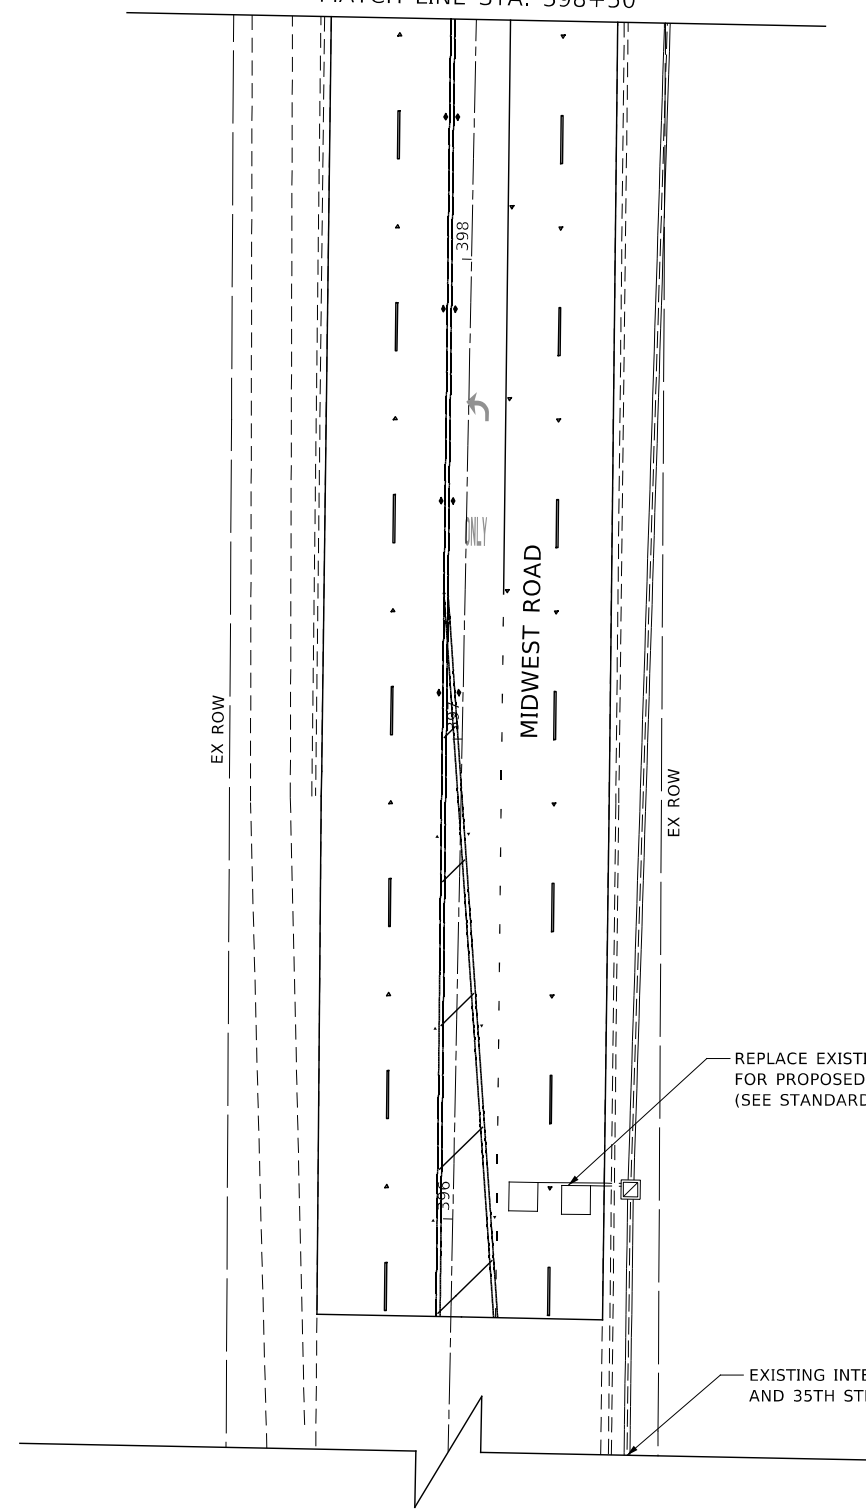 MATCH LINE STA. 398+50
398
ONLY
MIDWEST ROAD
397
EX ROW
EX ROW
REPLACE EXISTI
FOR PROPOSED
(SEE STANDARD
396
EXISTING INTE
AND 35TH ST